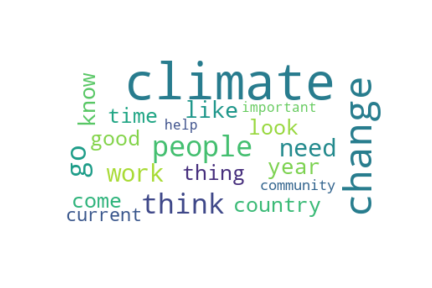 climate
change
know
time
like
important
help
look
good
go
people
need
work
thing
year
community
come
think
country
current